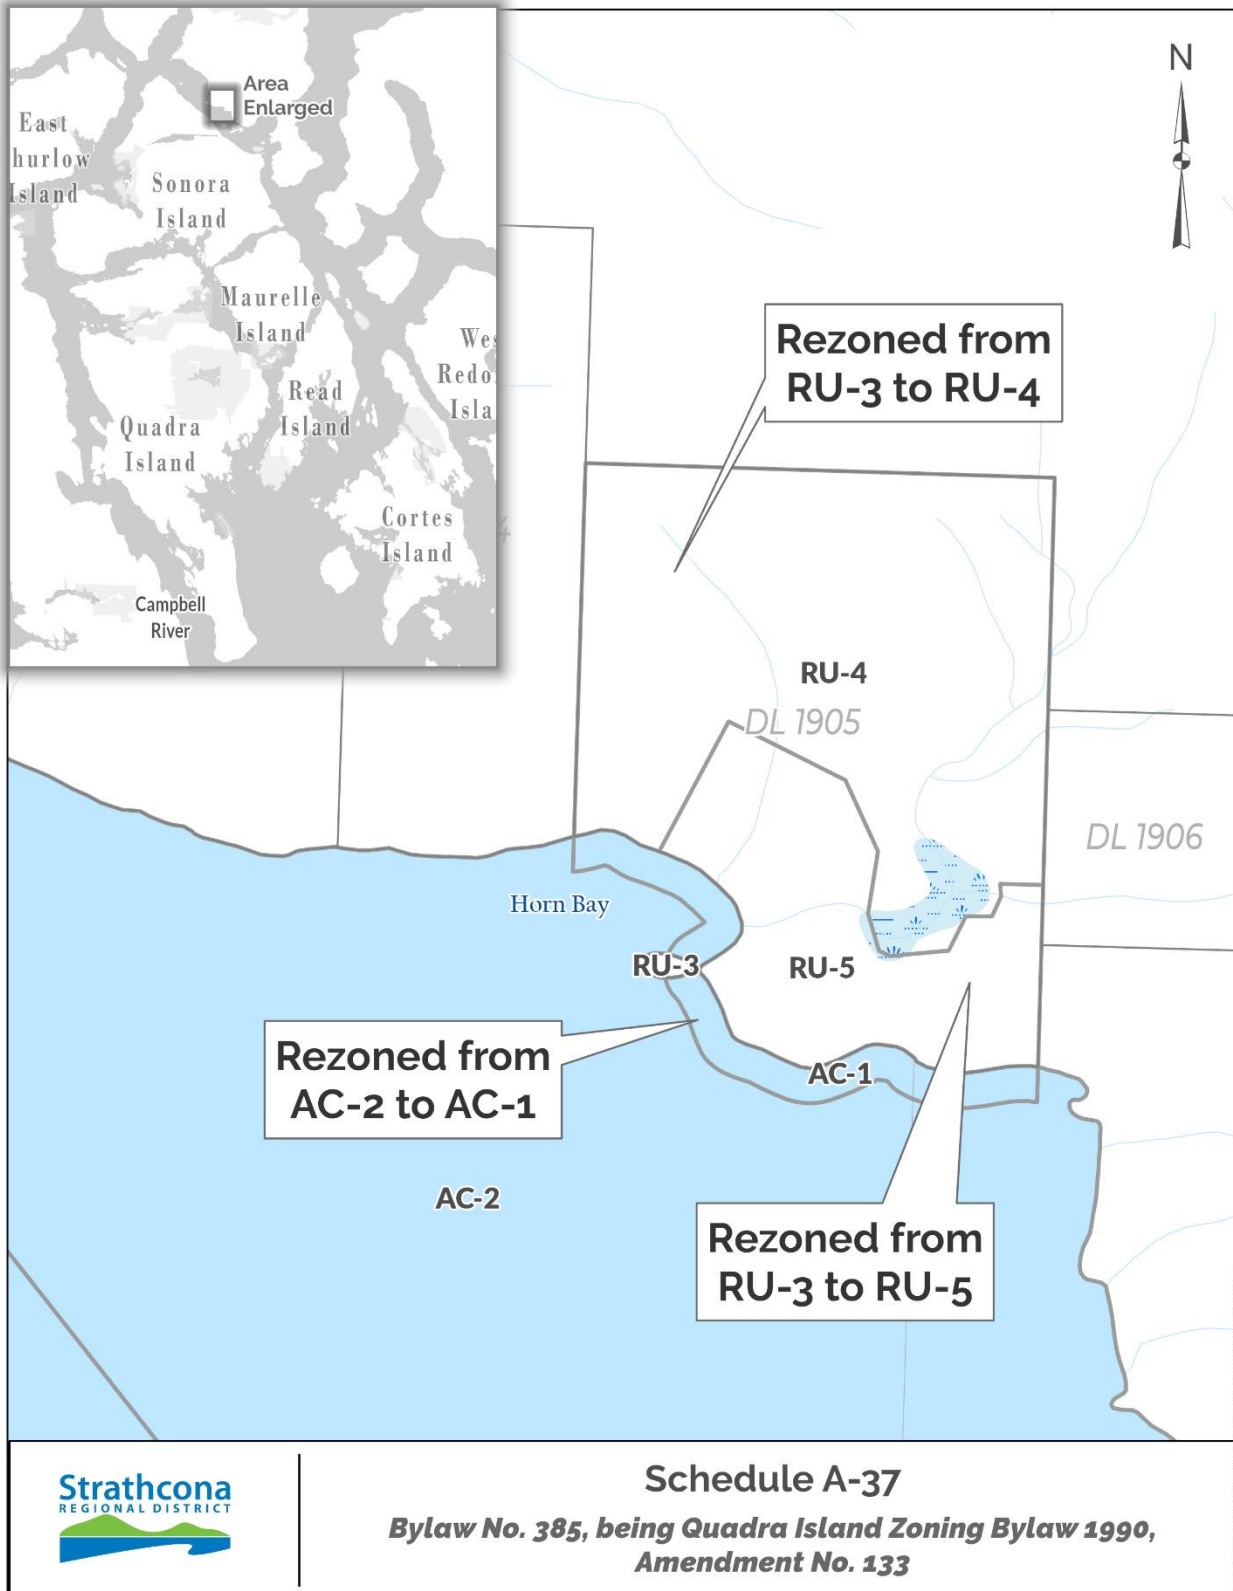 Area
Enlarged
East
hurlow
Island
Sonora
Island
Maurelle
Island
Wes
Redo
Isla
Read
Island
Quadra
Island
Cortes
Island
Campbell
River
N
Rezoned from
RU-3 to RU-4
RU-4
DL 1905
DL 1906
Horn Bay
RU-3
RU-5
Rezoned from
AC-2 to AC-1
AC-1
AC-2
Rezoned from
RU-3 to RU-5
Strathcona
REGIONAL DISTRICT
Schedule A-37
Bylaw No. 385, being Quadra Island Zoning Bylaw 1990,
Amendment No. 133